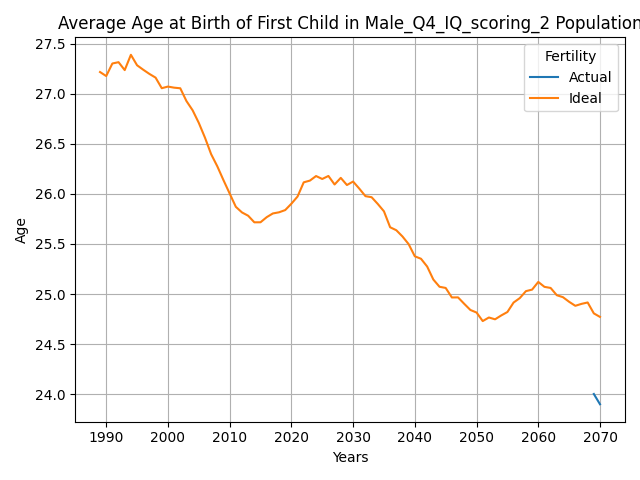 Average Age at Birth of First Child in Male_Q4_IQ_scoring_2 Population
Fertility
Actual
Ideal
27.5
27.0
26.5
26.0
25.5
25.0
24.5
24.0
Age
1990 2000 2010 2020 2030 2040 2050 2060 2070
Years